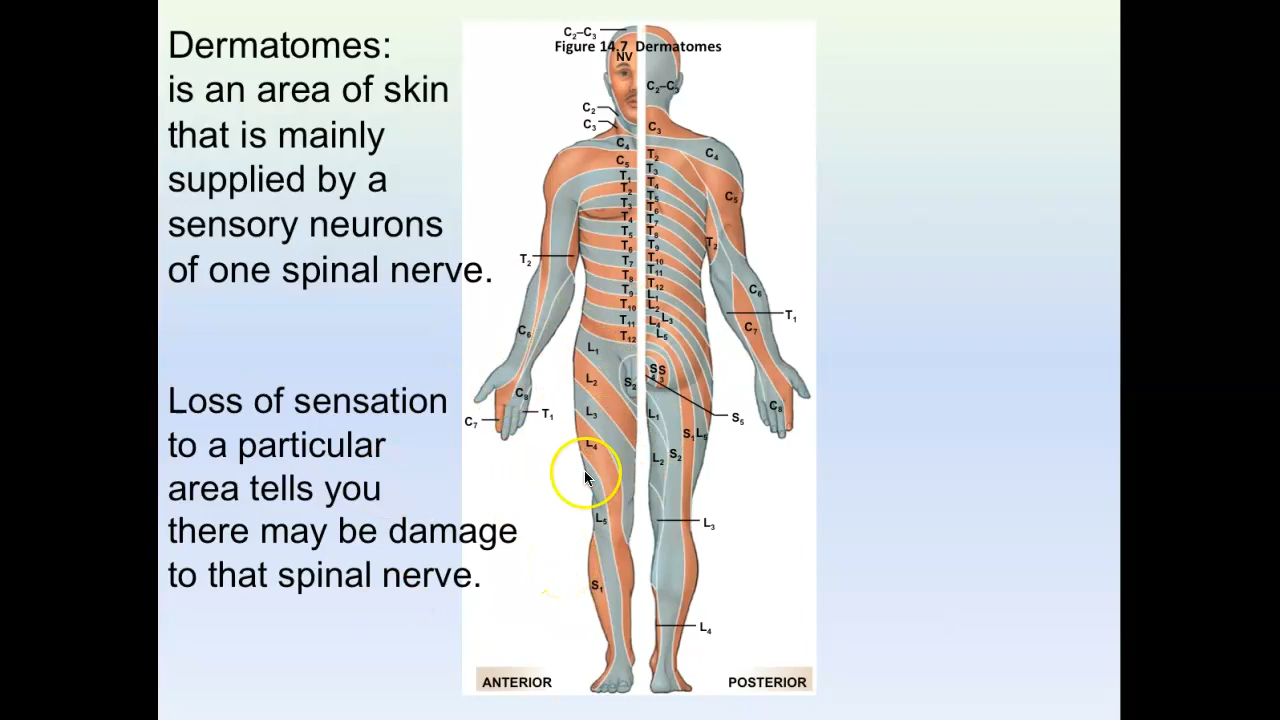 Dermatomes:
is an area of skin
that is mainly
supplied by a
sensory neurons
of one spinal nerve.
Loss of sensation
to a particular
area tells you
there may be damage
to that spinal nerve.
Figure 14.7 Dermatomes
C2–C3
NV
C2
C3
C4
C5
T1
T2
T3
T4
T5
T6
T7
T8
T9
T10
T11
T12
L1
L2
L3
L4
L5
S1
S2
T2
C6
C8
T1
C7
ANTERIOR
C2–C3
C3
C4
C5
T2
T3
T4
T5
T6
T7
T8
T9
T10
T11
T12
L1
L2
L3
L4
L5
SS
4 3
S5
T2
C6
T1
C7
C8
L1
S1
L5
L2
S2
L3
L4
POSTERIOR